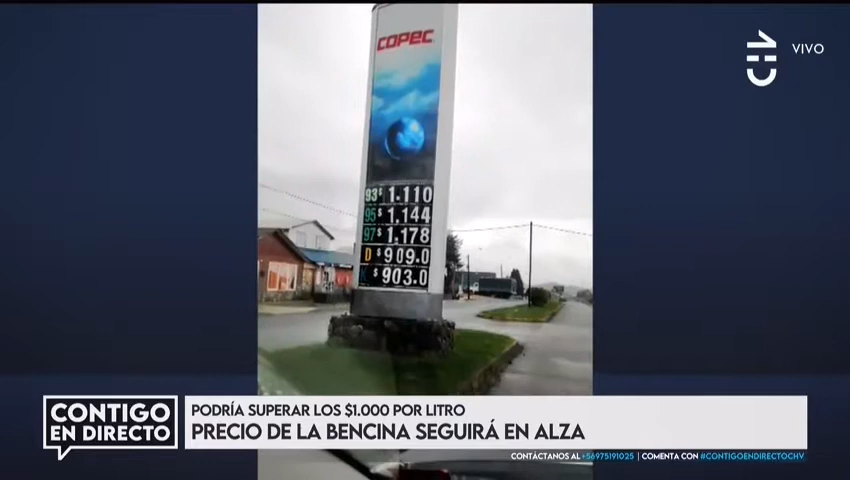 COPEC
CHV
VIVO
93 $ 1.110
95 $ 1.144
97 $ 1.178
D $ 909.0
K $ 903.0
CONTIGO
EN DIRECTO
PODRÍA SUPERAR LOS $1.000 POR LITRO
PRECIO DE LA BENCINA SEGUIRÁ EN ALZA
CONTÁCTANOS AL +56975191025 | COMENTA CON #CONTIGOENDIRECTOCHV